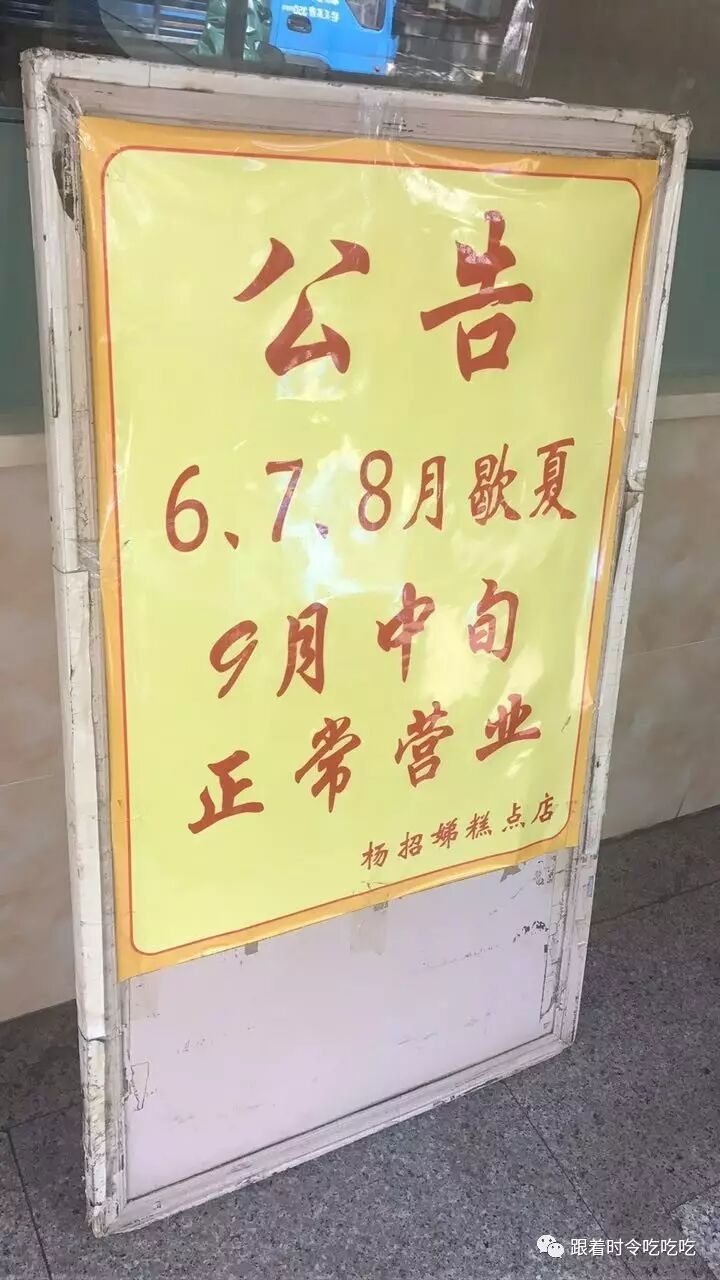 公告
6、7、8月歇夏
9月中旬
正常营业
杨招娣糕点店
跟着时令吃吃吃